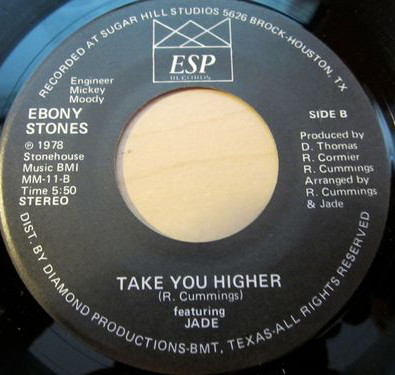 RECORDED AT SUGAR HILL STUDIOS 5626 BROCK-HOUSTON, TX
ESP
RECORDS
Engineer
Mickey
Moody
EBONY
STONES
℗ 1978
Stonehouse
Music BMI
MM-11-B
Time 5:50
STEREO
SIDE B
Produced by
D. Thomas
R. Cormier
R. Cummings
Arranged by
R. Cummings
& Jade
TAKE YOU HIGHER
(R. Cummings)
featuring
JADE
DIST. BY DIAMOND PRODUCTIONS-BMT, TEXAS-ALL RIGHTS RESERVED